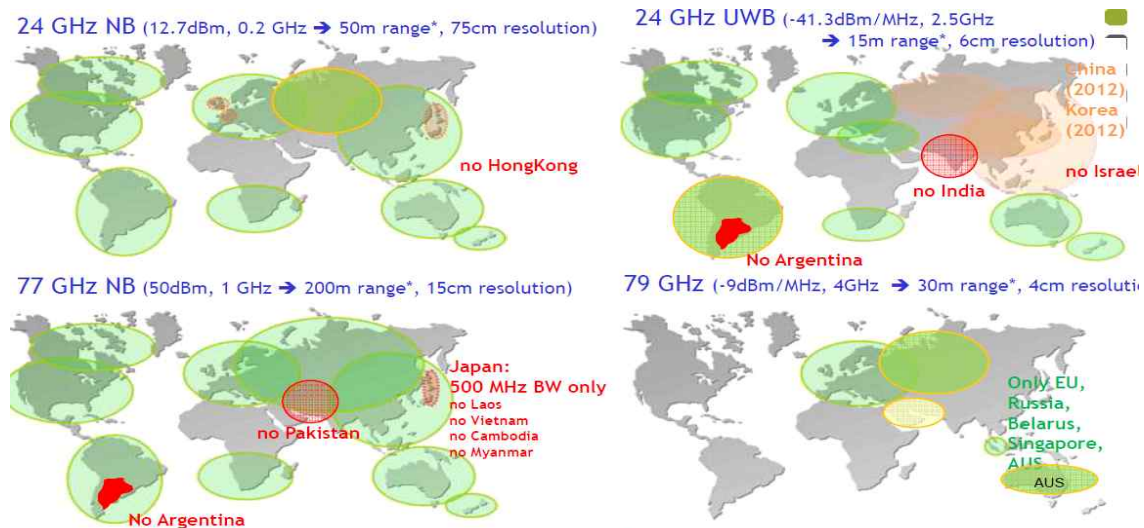 24 GHz NB (12.7dBm, 0.2 GHz ➔ 50m range*, 75cm resolution)
no HongKong
24 GHz UWB (-41.3dBm/MHz, 2.5GHz
➔ 15m range*, 6cm resolution)
China
(2012)
Korea
(2012)
no Israel
no India
No Argentina
77 GHz NB (50dBm, 1 GHz ➔ 200m range*, 15cm resolution)
Japan:
500 MHz BW only
no Laos
no Vietnam
no Cambodia
no Myanmar
no Pakistan
No Argentina
79 GHz (-9dBm/MHz, 4GHz ➔ 30m range*, 4cm resolutio
Only EU,
Russia,
Belarus,
Singapore,
AUS
AUS